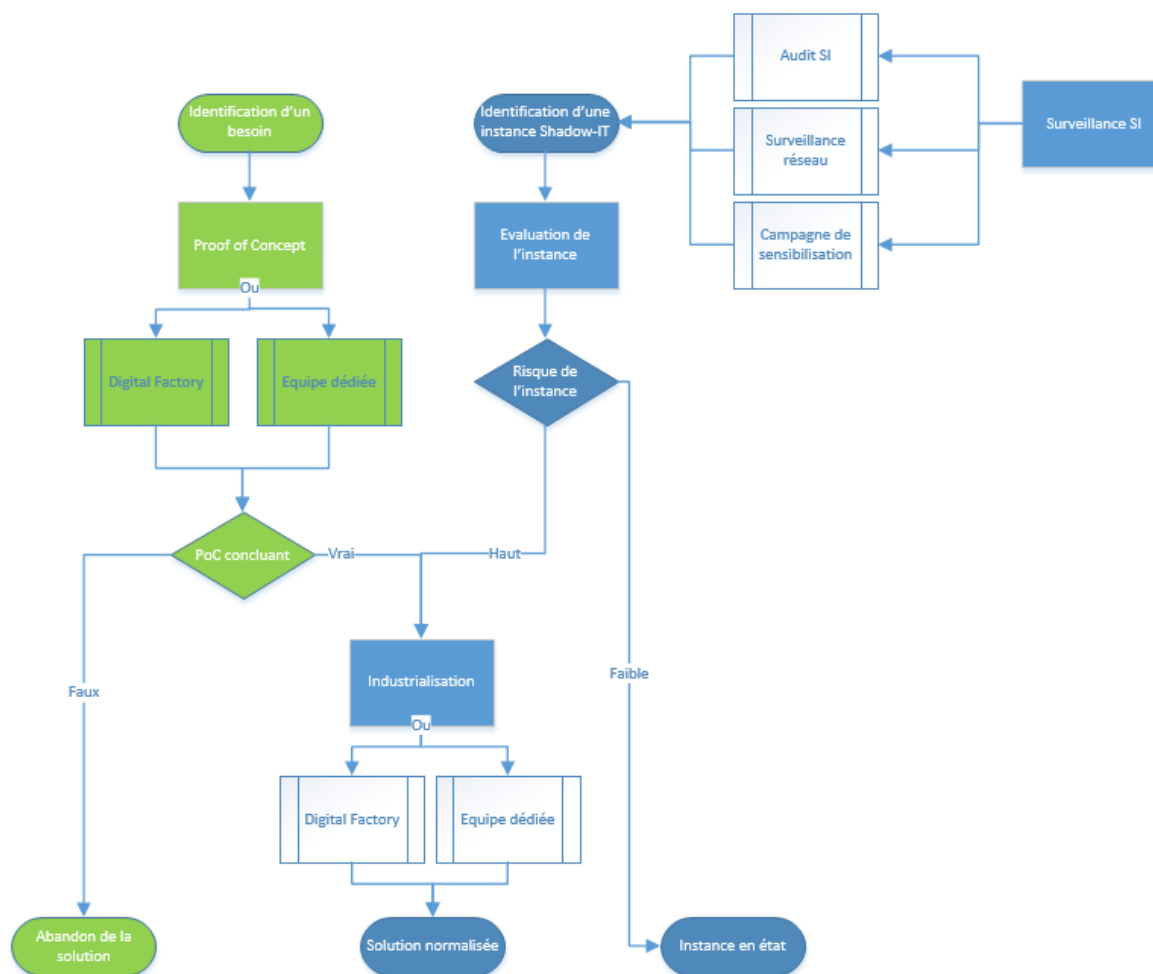 Audit SI
Identification d'un
besoin
Identification d'une
instance Shadow-IT
Surveillance
réseau
Surveillance SI
Proof of Concept
Evaluation de
l'instance
Campagne de
sensibilisation
Ou
Digital Factory
Equipe dédiée
Risque de
l'instance
PoC concluant
Vrai
Haut
Faux
Industrialisation
Faible
Ou
Digital Factory
Equipe dédiée
Abandon de la
solution
Solution normalisée
Instance en état